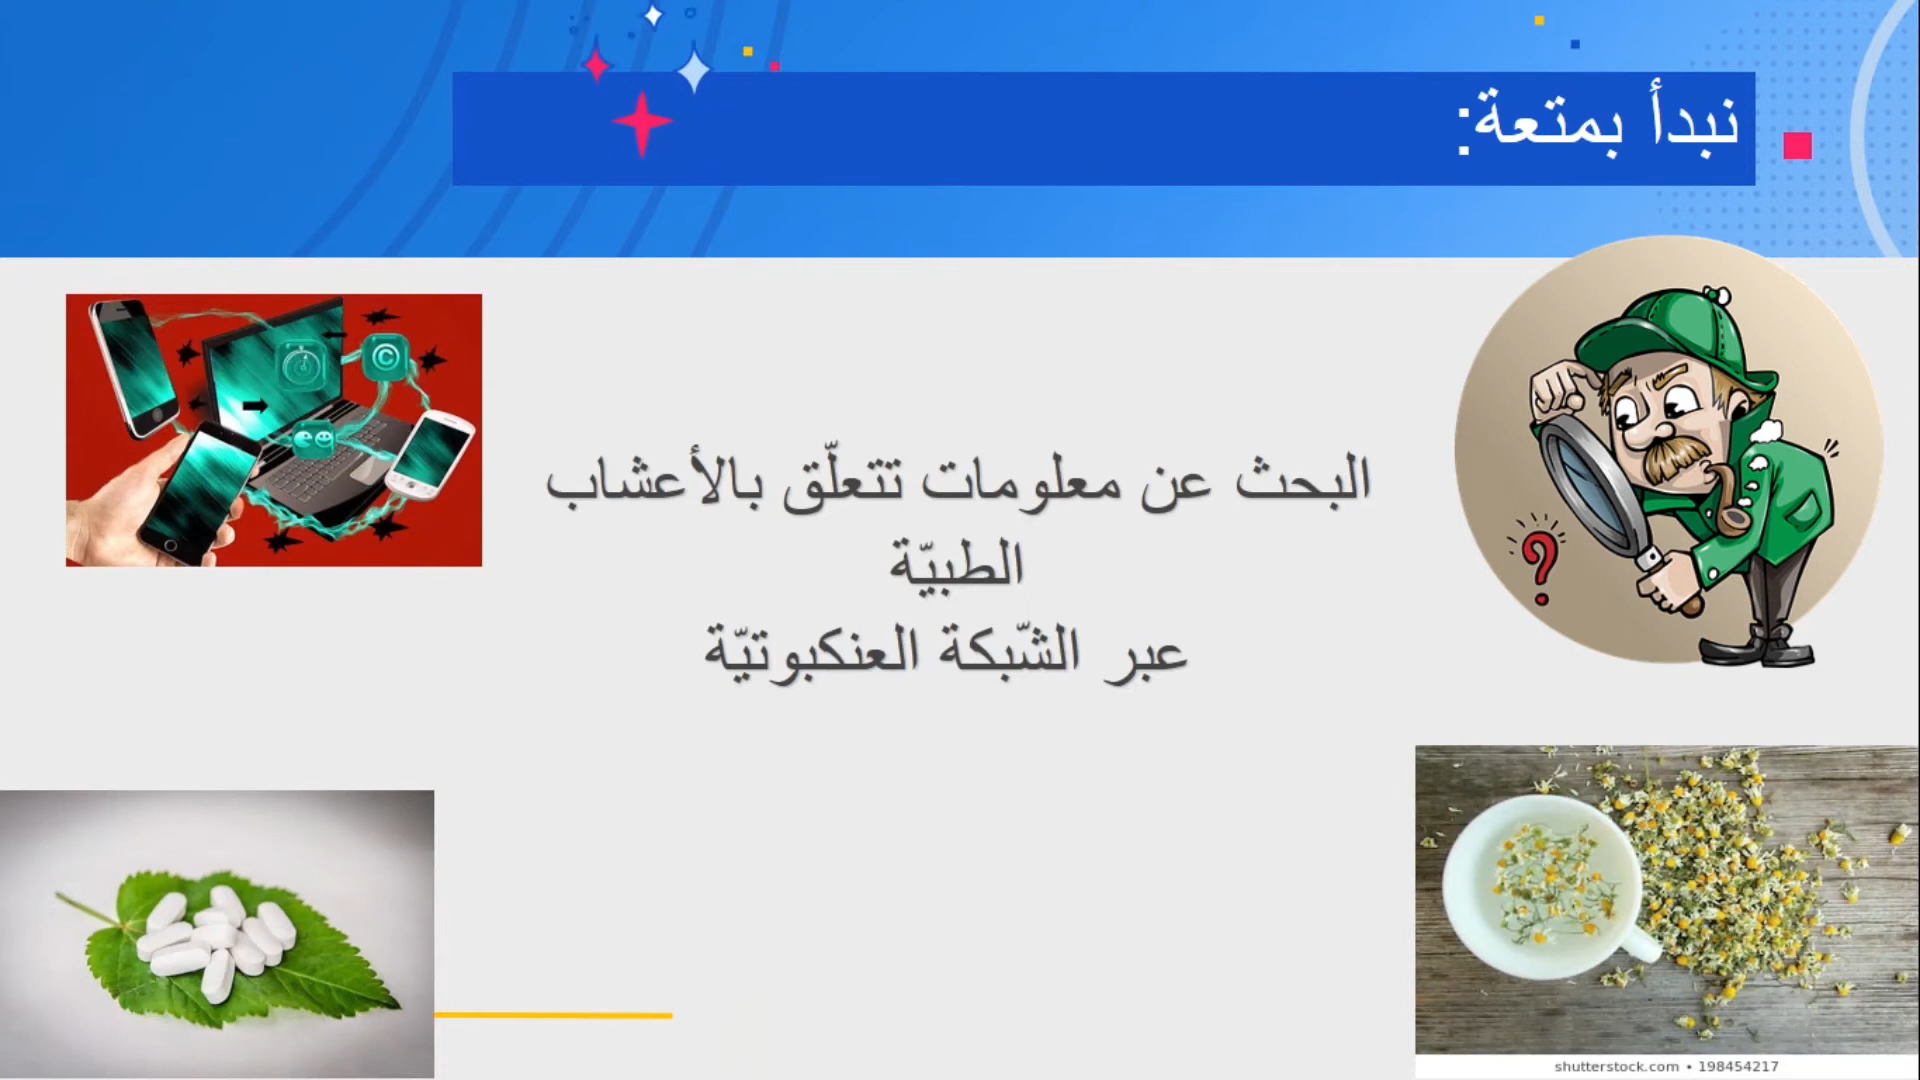 نبدأ بمتعة:
البحث عن معلومات تتعلّق بالأعشاب
الطبيّة
عبر الشّبكة العنكبوتيّة
shutterstock.com • 198454217